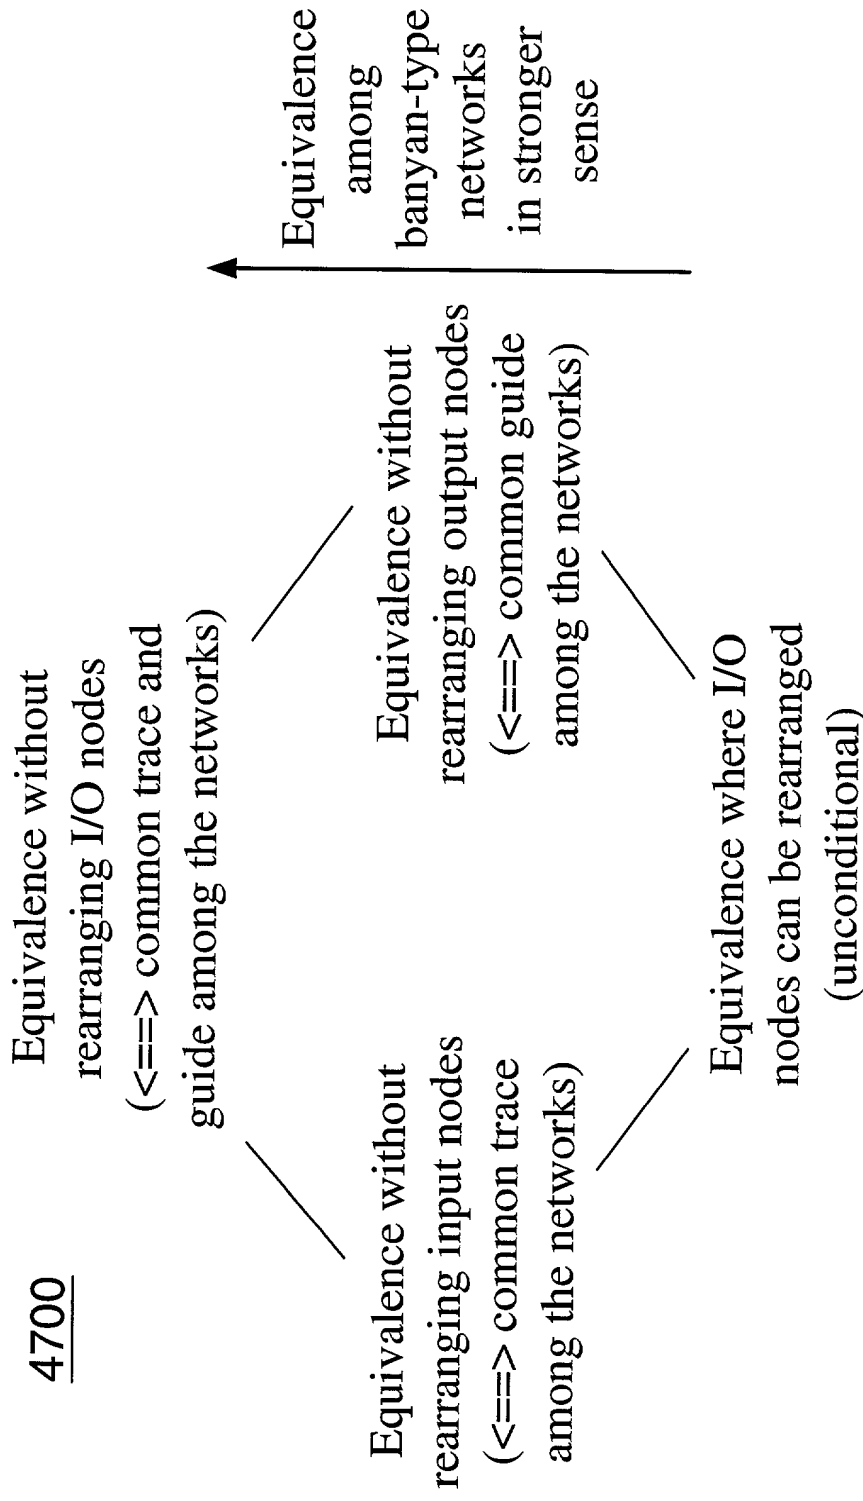 4700
Equivalence without
rearranging I/O nodes
(<==> common trace and
guide among the networks)
Equivalence without
rearranging input nodes
(<==> common trace
among the networks)
Equivalence without
rearranging output nodes
(<==> common guide
among the networks)
Equivalence where I/O
nodes can be rearranged
(unconditional)
Equivalence
among
banyan-type
networks
in stronger
sense